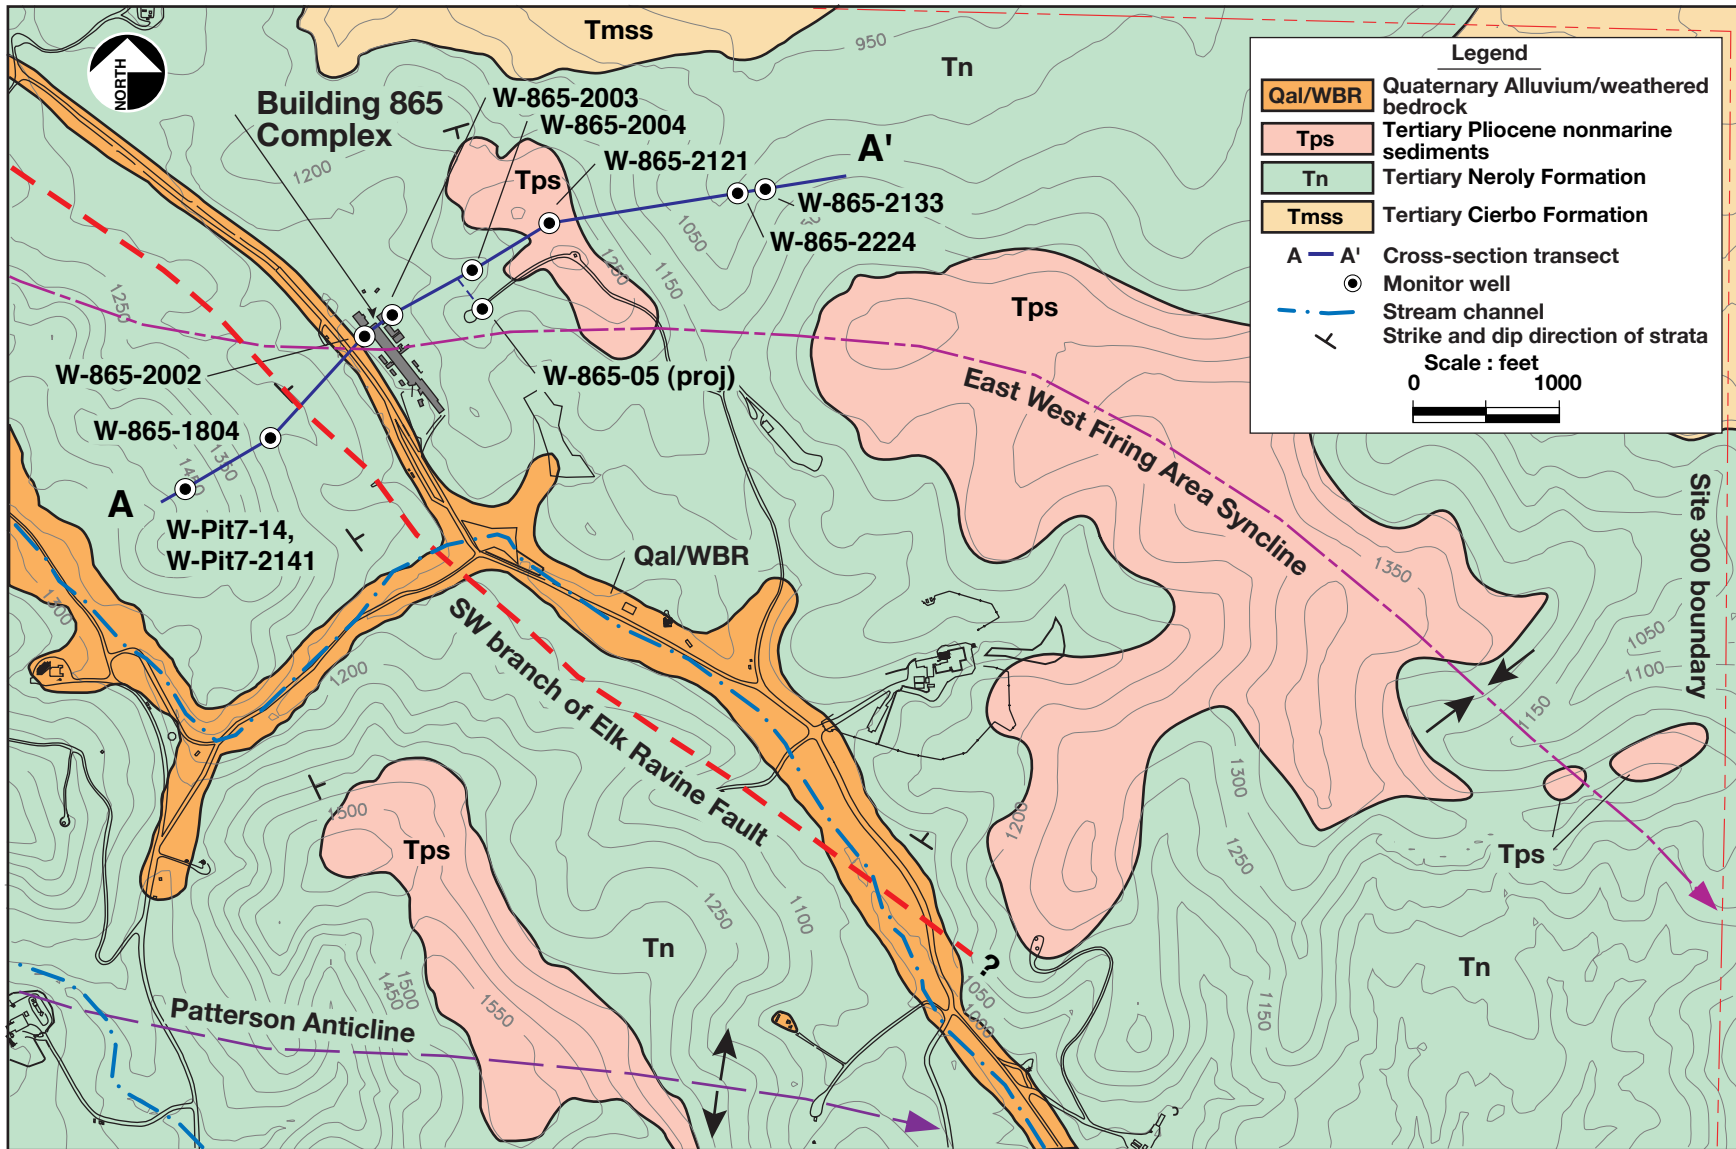 Tmss
950
Tn
NORTH
Building 865
Complex
W-865-2003
W-865-2004
W-865-2121
A'
Tps
W-865-2133
W-865-2224
1200
1050
1250
1150
1250
Tps
W-865-2002
W-865-05 (proj)
W-865-1804
1350
1450
A
W-Pit7-14,
W-Pit7-2141
East West Firing Area Syncline
1350
Qal/WBR
1300
1200
SW branch of Elk Ravine Fault
Site 300 boundary
1050
1100
1150
1300
1200
1250
Tps
1500
Tps
1250
1100
Tn
?
Tn
1050
1000
1150
1500
1450
1550
Patterson Anticline
Legend
Qal/WBR
Quaternary Alluvium/weathered
bedrock
Tps
Tertiary Pliocene nonmarine
sediments
Tn
Tertiary Neroly Formation
Tmss
Tertiary Cierbo Formation
A — A'
Cross-section transect
Monitor well
Stream channel
Strike and dip direction of strata
Scale : feet
0
1000